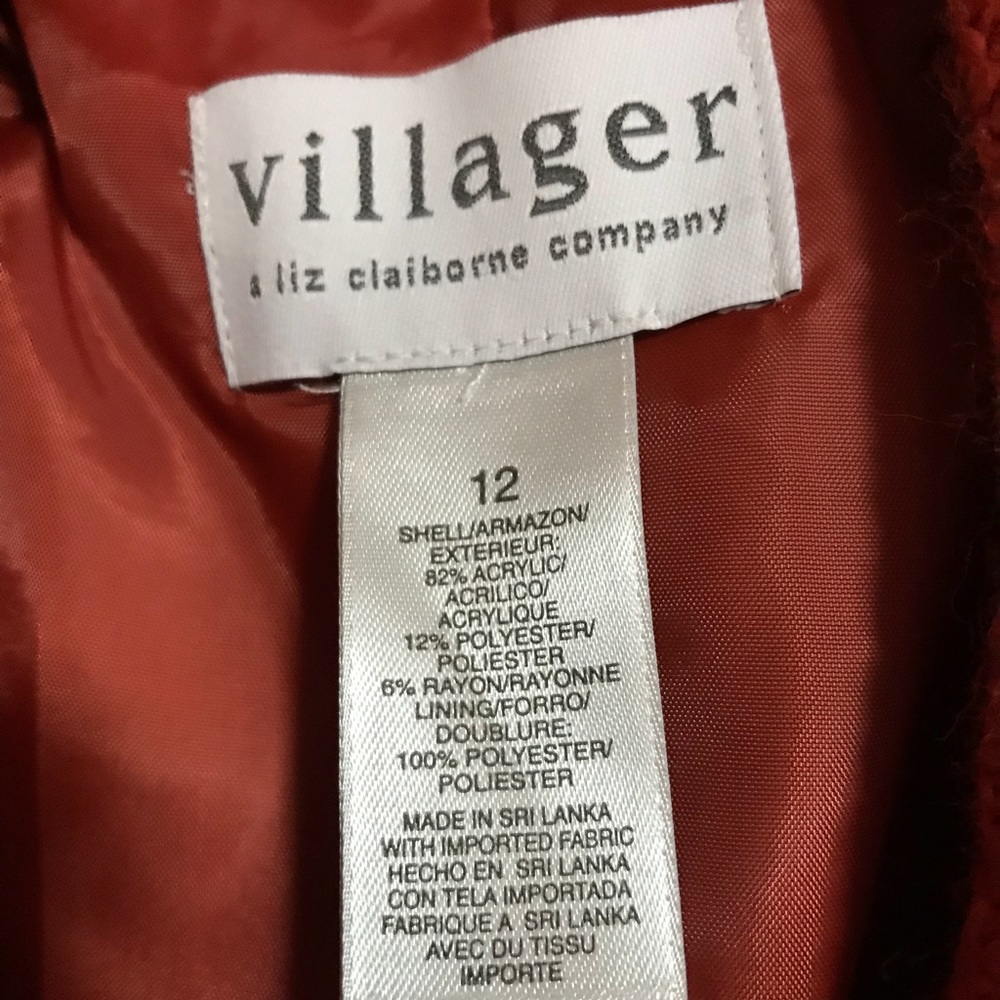 villager
a liz claiborne company
12
SHELL/ARMAZON/
EXTERIEUR:
82% ACRYLIC/
ACRILICO/
ACRYLIQUE
12% POLYESTER/
POLIESTER
6% RAYON/RAYONNE
LINING/FORRO/
DOUBLURE:
100% POLYESTER/
POLIESTER
MADE IN SRI LANKA
WITH IMPORTED FABRIC
HECHO EN SRI LANKA
CON TELA IMPORTADA
FABRIQUE A SRI LANKA
AVEC DU TISSU
IMPORTE